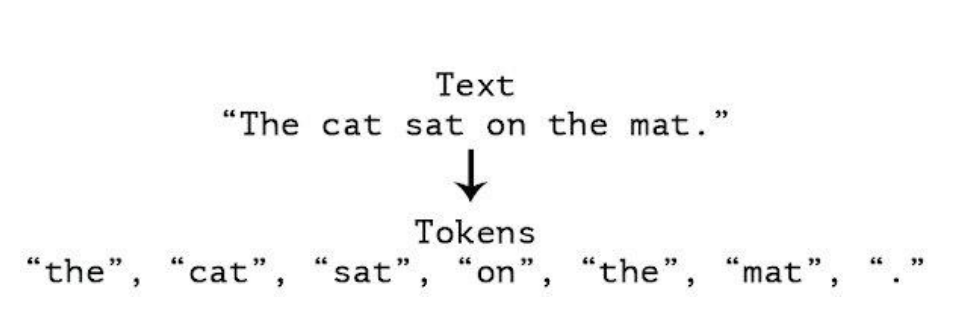 Text
“The cat sat on the mat.”
Tokens
“the”, “cat”, “sat”, “on”, “the”, “mat”, “.”